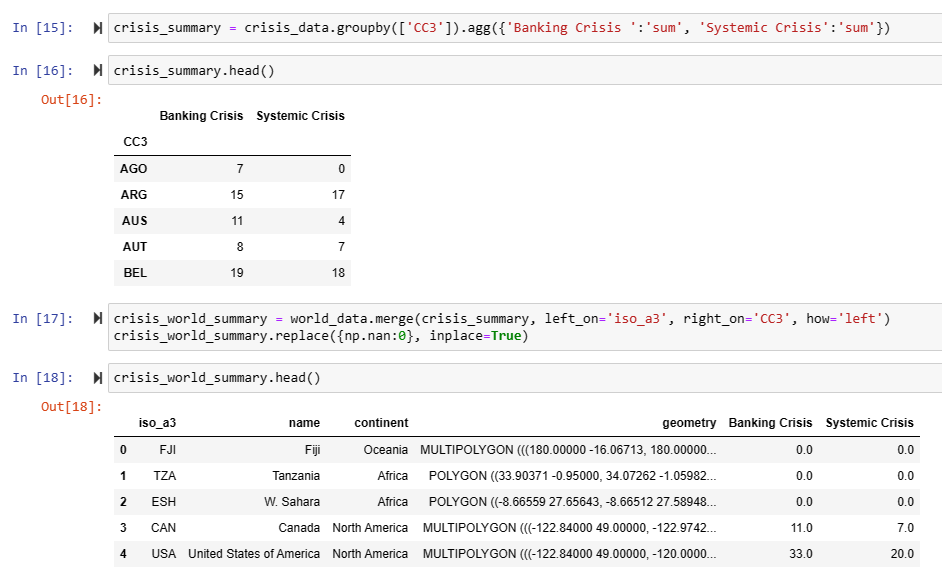 In [15]: crisis_summary = crisis_data.groupby(['CC3']).agg({'Banking Crisis ':'sum', 'Systemic Crisis':'sum'})
In [16]: crisis_summary.head()
Out[16]:
Banking Crisis Systemic Crisis
CC3
AGO 7 0
ARG 15 17
AUS 11 4
AUT 8 7
BEL 19 18
In [17]: crisis_world_summary = world_data.merge(crisis_summary, left_on='iso_a3', right_on='CC3', how='left')
crisis_world_summary.replace({np.nan:0}, inplace=True)
In [18]: crisis_world_summary.head()
Out[18]:
iso_a3 name continent geometry Banking Crisis Systemic Crisis
0 FJI Fiji Oceania MULTIPOLYGON (((180.00000 -16.06713, 180.00000... 0.0 0.0
1 TZA Tanzania Africa POLYGON ((33.90371 -0.95000, 34.07262 -1.05982... 0.0 0.0
2 ESH W. Sahara Africa POLYGON ((-8.66559 27.65643, -8.66512 27.58948... 0.0 0.0
3 CAN Canada North America MULTIPOLYGON (((-122.84000 49.00000, -122.9742... 11.0 7.0
4 USA United States of America North America MULTIPOLYGON (((-122.84000 49.00000, -120.0000... 33.0 20.0